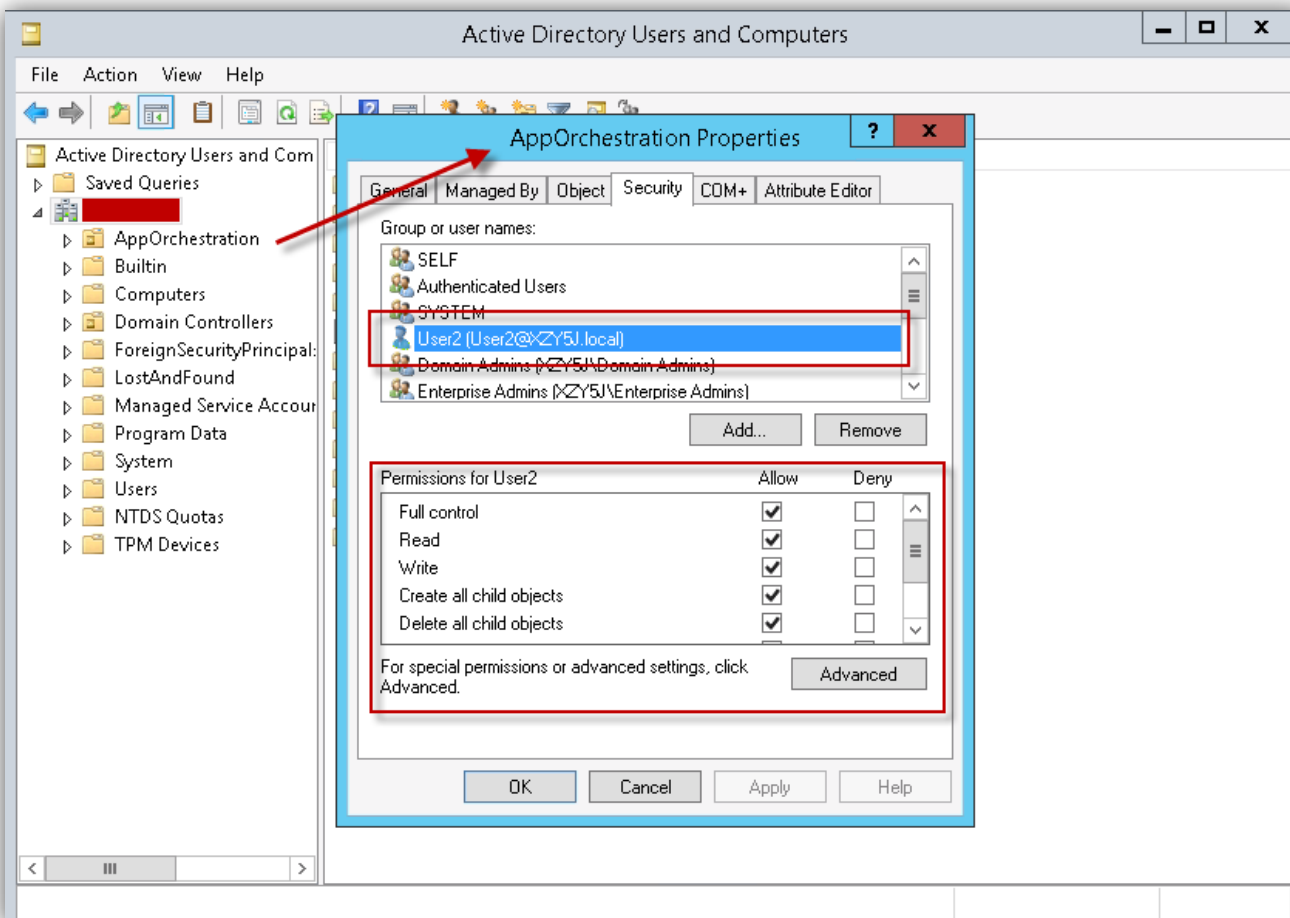 Active Directory Users and Computers
File Action View Help
Active Directory Users and Com
Saved Queries
AppOrchestration
Builtin
Computers
Domain Controllers
ForeignSecurityPrincipal:
LostAndFound
Managed Service Accour
Program Data
System
Users
NTDS Quotas
TPM Devices
AppOrchestration Properties
? x
General Managed By Object Security COM+ Attribute Editor
Group or user names:
SELF
Authenticated Users
SYSTEM
User2 (User2@XZY5J.local)
Domain Admins (XZY5J\Domain Admins)
Enterprise Admins (XZY5J\Enterprise Admins)
Add... Remove
Permissions for User2 Allow Deny
Full control
Read
Write
Create all child objects
Delete all child objects
For special permissions or advanced settings, click
Advanced.
Advanced
OK Cancel Apply Help